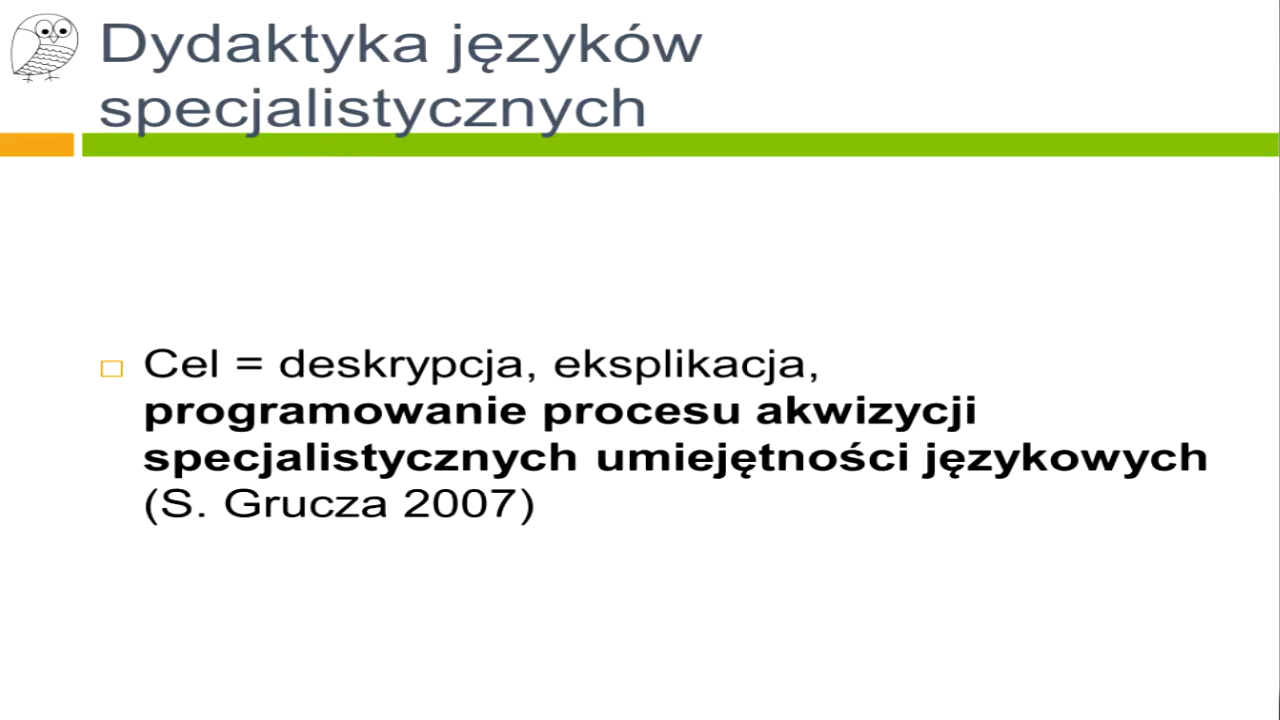 Dydaktyka języków
specjalistycznych
Cel = deskrypcja, eksplikacja,
programowanie procesu akwizycji
specjalistycznych umiejętności językowych
(S. Grucza 2007)